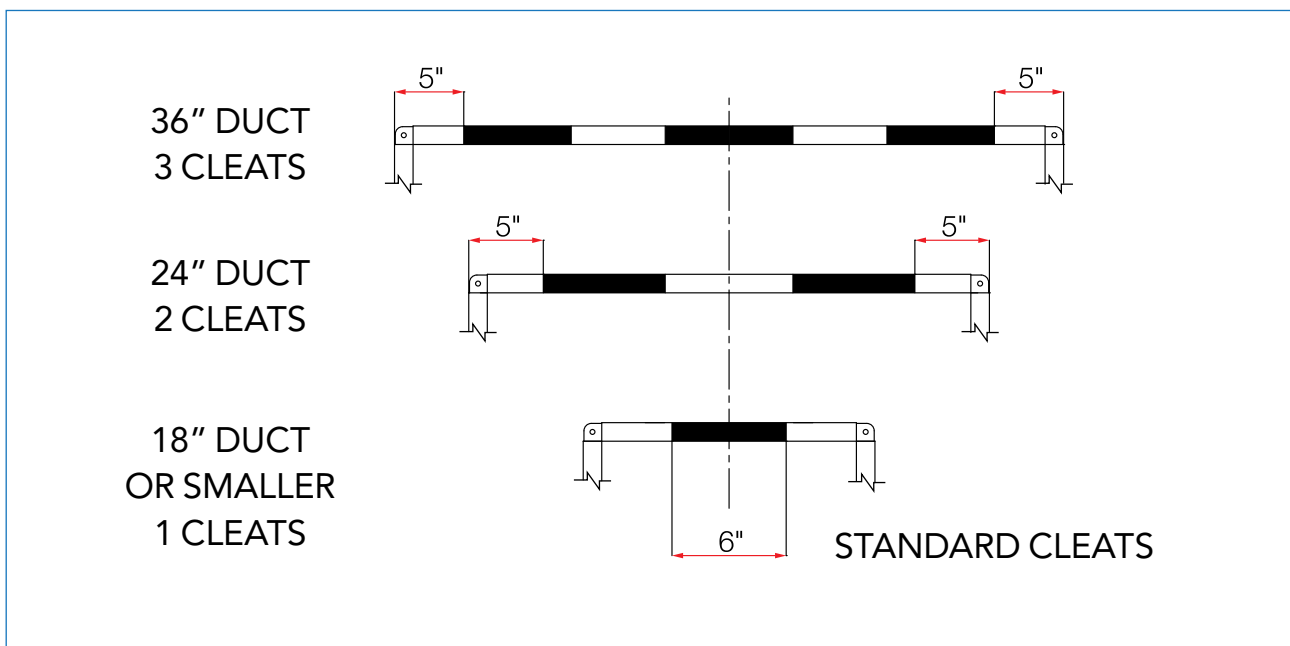 5" 5"
36" DUCT
3 CLEATS
5" 5"
24" DUCT
2 CLEATS
18" DUCT
OR SMALLER
1 CLEATS
6"
STANDARD CLEATS